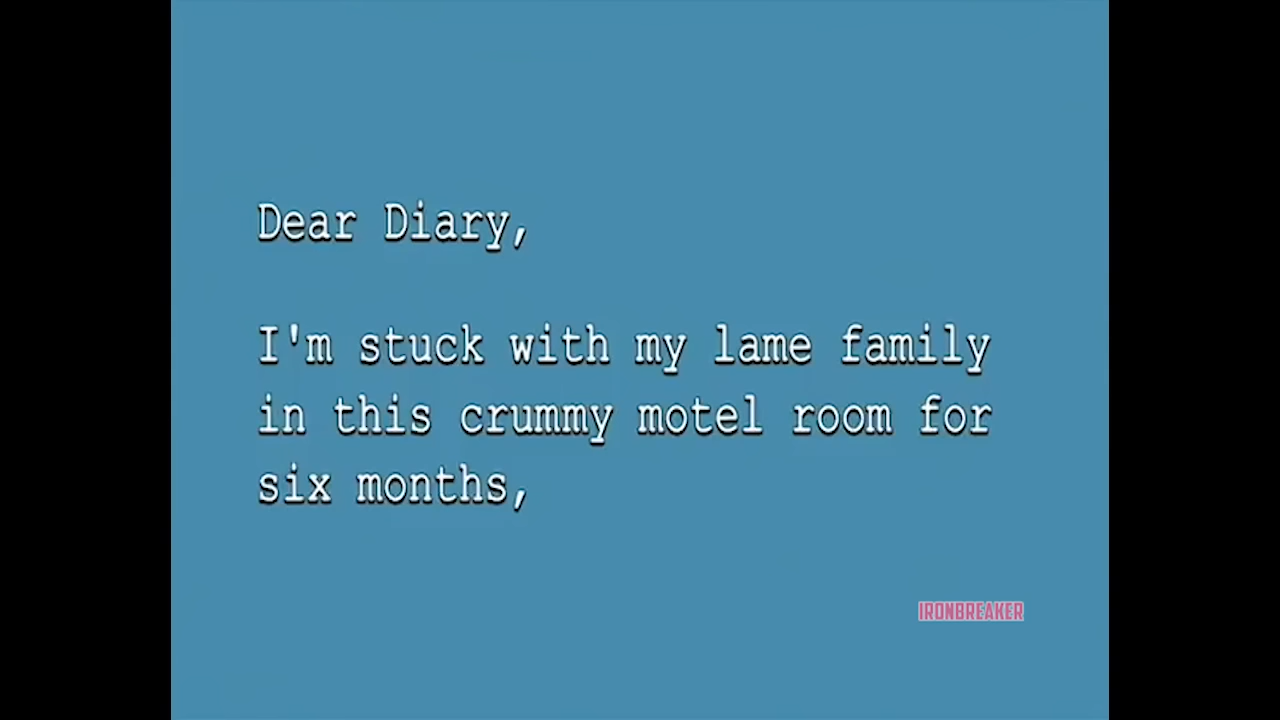 Dear Diary,
I'm stuck with my lame family
in this crummy motel room for
six months,
IRONBREAKER